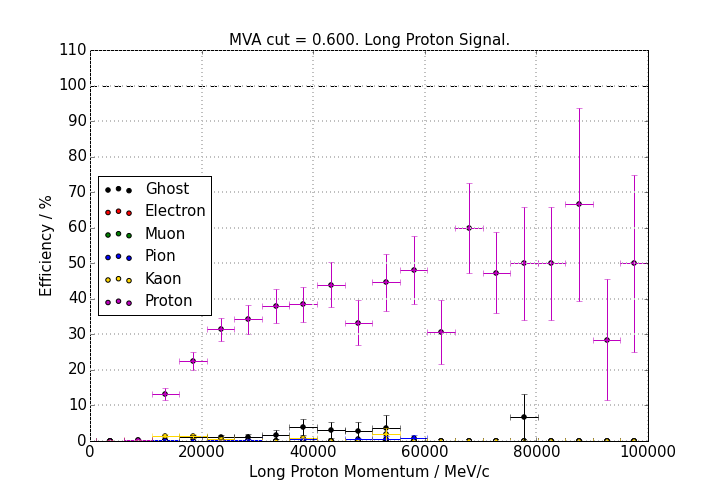 MVA cut = 0.600. Long Proton Signal.
110
100
90
80
70
60
50
40
30
20
10
0
Efficiency / %
Ghost
Electron
Muon
Pion
Kaon
Proton
0 20000 40000 60000 80000 100000
Long Proton Momentum / MeV/c